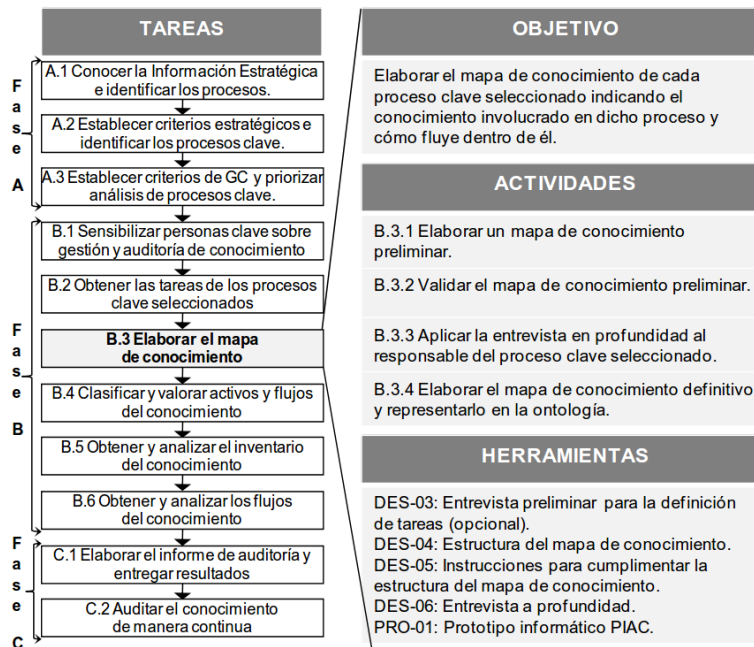 TAREAS
Fase A
A.1 Conocer la Información Estratégica
e identificar los procesos.
A.2 Establecer criterios estratégicos e
identificar los procesos clave.
A.3 Establecer criterios de GC y priorizar
análisis de procesos clave.
Fase B
B.1 Sensibilizar personas clave sobre
gestión y auditoría de conocimiento
B.2 Obtener las tareas de los procesos
clave seleccionados
B.3 Elaborar el mapa
de conocimiento
B.4 Clasificar y valorar activos y flujos
del conocimiento
B.5 Obtener y analizar el inventario
del conocimiento
B.6 Obtener y analizar los flujos
del conocimiento
Fase C
C.1 Elaborar el informe de auditoría y
entregar resultados
C.2 Auditar el conocimiento
de manera continua
OBJETIVO
Elaborar el mapa de conocimiento de cada
proceso clave seleccionado indicando el
conocimiento involucrado en dicho proceso y
cómo fluye dentro de él.
ACTIVIDADES
B.3.1 Elaborar un mapa de conocimiento
preliminar.
B.3.2 Validar el mapa de conocimiento preliminar.
B.3.3 Aplicar la entrevista en profundidad al
responsable del proceso clave seleccionado.
B.3.4 Elaborar el mapa de conocimiento definitivo
y representarlo en la ontología.
HERRAMIENTAS
DES-03: Entrevista preliminar para la definición
de tareas (opcional).
DES-04: Estructura del mapa de conocimiento.
DES-05: Instrucciones para cumplimentar la
estructura del mapa de conocimiento.
DES-06: Entrevista a profundidad.
PRO-01: Prototipo informático PIAC.